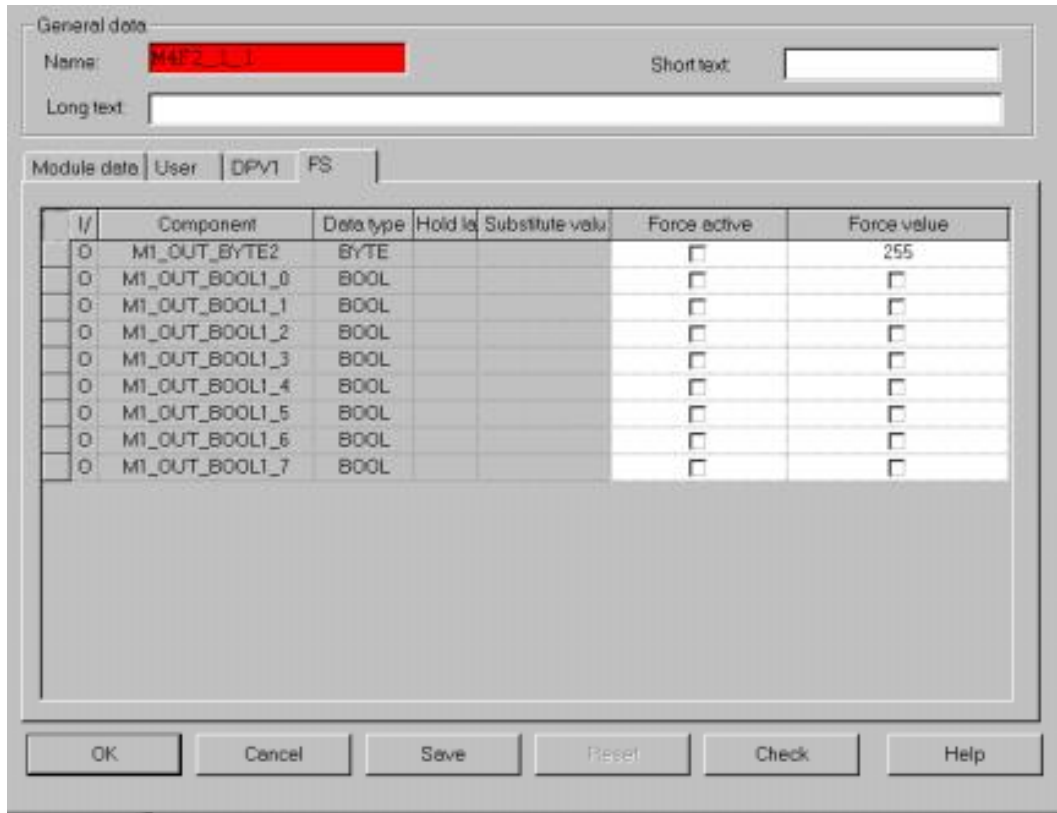 General data
Name: M4F2_1_1 Short text:
Long text:
Module data User DPV1 FS
I/ Component Data type Hold la Substitute valu Force active Force value
O M1_OUT_BYTE2 BYTE 255
O M1_OUT_BOOL1_0 BOOL
O M1_OUT_BOOL1_1 BOOL
O M1_OUT_BOOL1_2 BOOL
O M1_OUT_BOOL1_3 BOOL
O M1_OUT_BOOL1_4 BOOL
O M1_OUT_BOOL1_5 BOOL
O M1_OUT_BOOL1_6 BOOL
O M1_OUT_BOOL1_7 BOOL
OK Cancel Save Reset Check Help